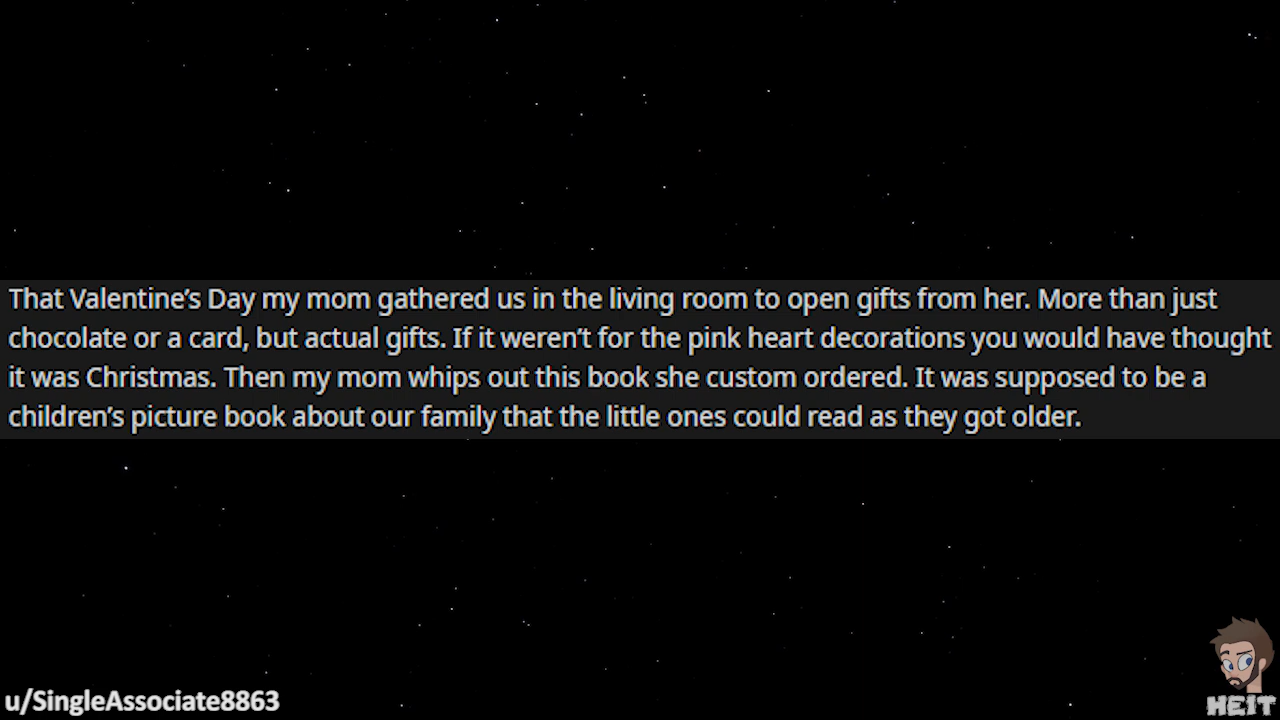 That Valentine’s Day my mom gathered us in the living room to open gifts from her. More than just
chocolate or a card, but actual gifts. If it weren’t for the pink heart decorations you would have thought
it was Christmas. Then my mom whips out this book she custom ordered. It was supposed to be a
children’s picture book about our family that the little ones could read as they got older.
u/SingleAssociate8863
HEIT